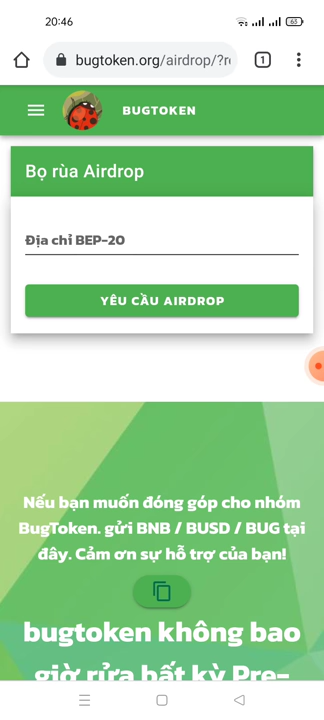 20:46
65
bugtoken.org/airdrop/?r
1
BUGTOKEN
Bọ rùa Airdrop
Địa chỉ BEP-20
YÊU CẦU AIRDROP
Nếu bạn muốn đóng góp cho nhóm
BugToken. gửi BNB / BUSD / BUG tại
đây. Cảm ơn sự hỗ trợ của bạn!
bugtoken không bao
giờ rửa bất kỳ Pre-